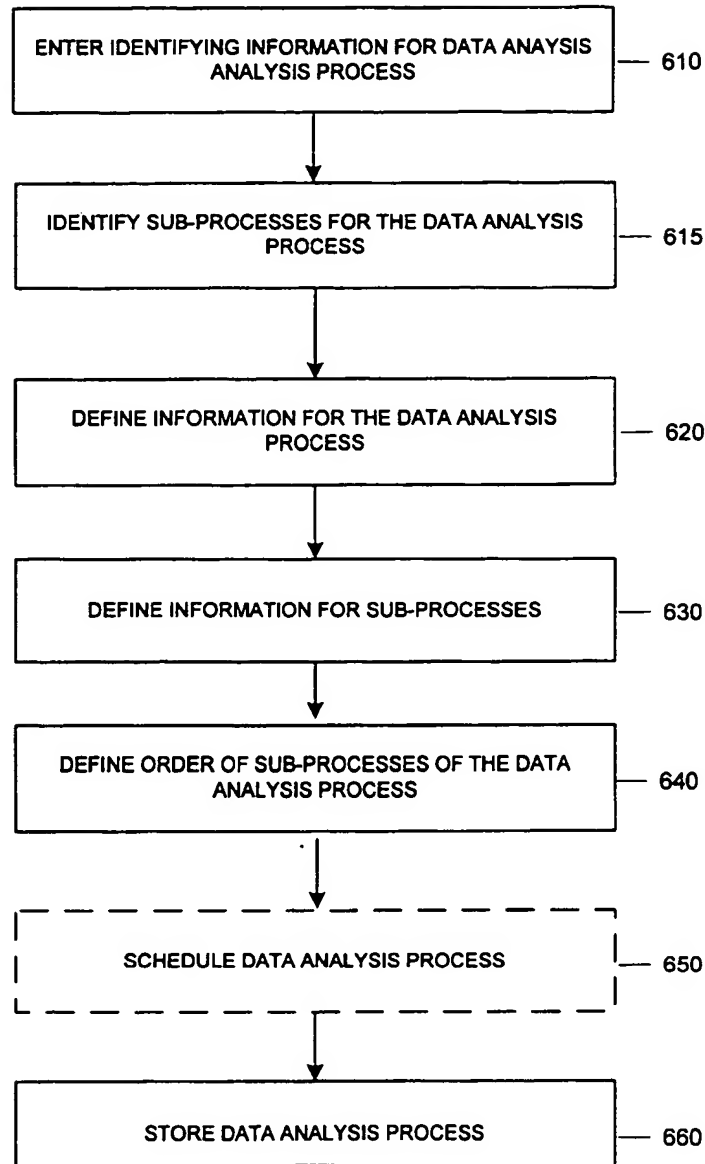 ENTER IDENTIFYING INFORMATION FOR DATA ANAYSIS
ANALYSIS PROCESS
610
IDENTIFY SUB-PROCESSES FOR THE DATA ANALYSIS
PROCESS
615
DEFINE INFORMATION FOR THE DATA ANALYSIS
PROCESS
620
DEFINE INFORMATION FOR SUB-PROCESSES
630
DEFINE ORDER OF SUB-PROCESSES OF THE DATA
ANALYSIS PROCESS
640
SCHEDULE DATA ANALYSIS PROCESS
650
STORE DATA ANALYSIS PROCESS
660